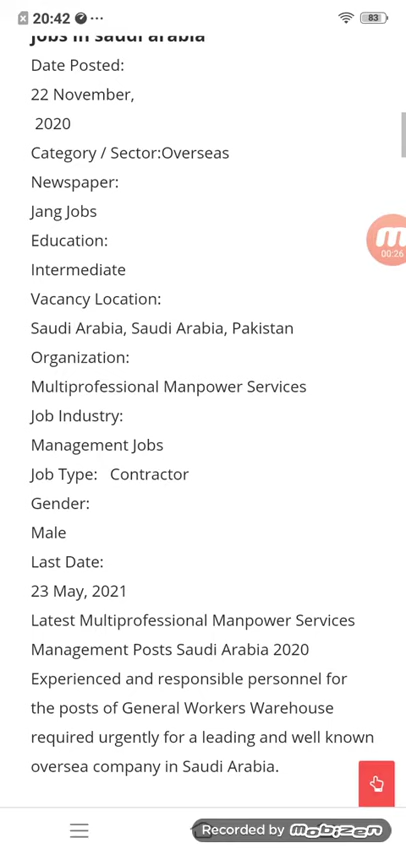 20:42
83
jobs in saudi arabia
Date Posted:
22 November,
2020
Category / Sector:Overseas
Newspaper:
Jang Jobs
00:26
Education:
Intermediate
Vacancy Location:
Saudi Arabia, Saudi Arabia, Pakistan
Organization:
Multiprofessional Manpower Services
Job Industry:
Management Jobs
Job Type: Contractor
Gender:
Male
Last Date:
23 May, 2021
Latest Multiprofessional Manpower Services
Management Posts Saudi Arabia 2020
Experienced and responsible personnel for
the posts of General Workers Warehouse
required urgently for a leading and well known
oversea company in Saudi Arabia.
Recorded by mobizen